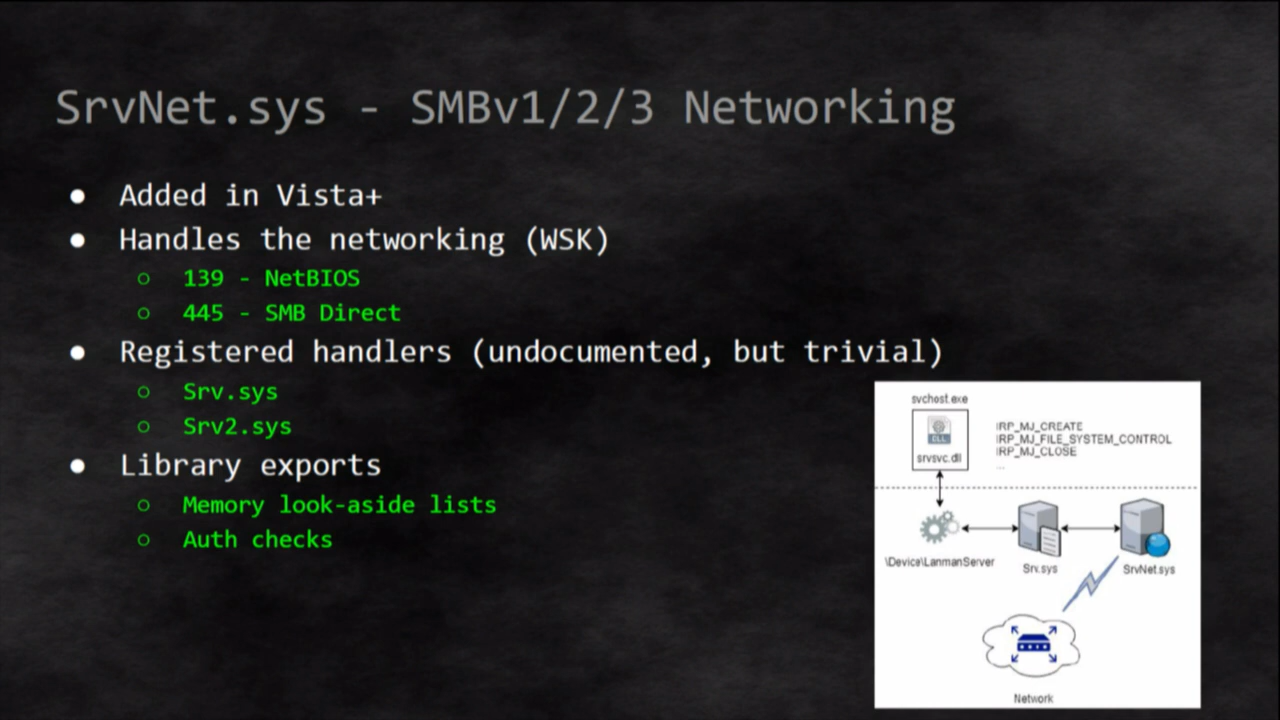 SrvNet.sys - SMBv1/2/3 Networking
● Added in Vista+
● Handles the networking (WSK)
○ 139 - NetBIOS
○ 445 - SMB Direct
● Registered handlers (undocumented, but trivial)
○ Srv.sys
○ Srv2.sys
● Library exports
○ Memory look-aside lists
○ Auth checks
svchost.exe
DLL
srvsvc.dll
IRP_MJ_CREATE
IRP_MJ_FILE_SYSTEM_CONTROL
IRP_MJ_CLOSE
...
\Device\LanmanServer
Srv.sys
SrvNet.sys
Network